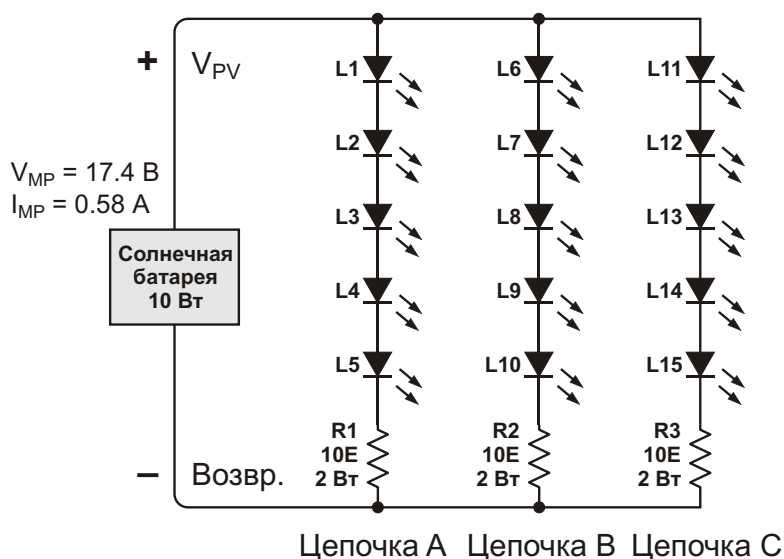 +
V_PV
V_MP = 17.4 В
I_MP = 0.58 А
Солнечная
батарея
10 Вт
–
Возвр.
L1
L2
L3
L4
L5
R1
10E
2 Вт
L6
L7
L8
L9
L10
R2
10E
2 Вт
L11
L12
L13
L14
L15
R3
10E
2 Вт
Цепочка A Цепочка B Цепочка C